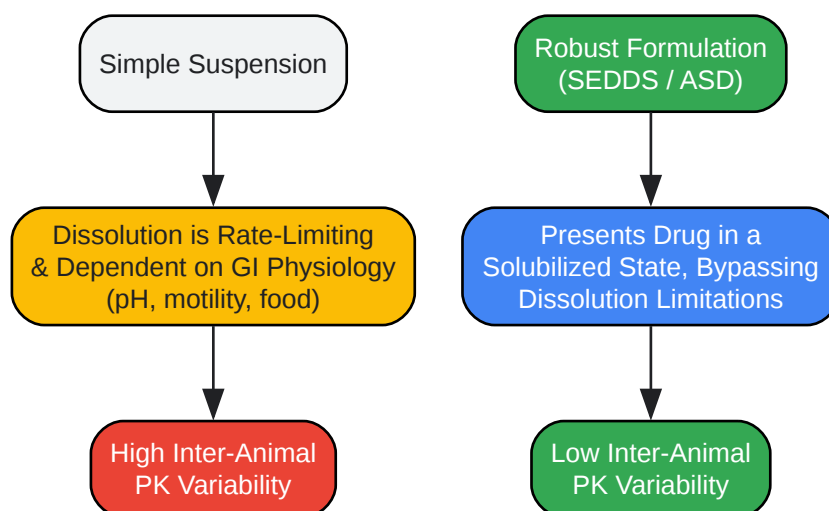 Simple Suspension
Robust Formulation
(SEDDS / ASD)
Dissolution is Rate-Limiting
& Dependent on GI Physiology
(pH, motility, food)
Presents Drug in a
Solubilized State, Bypassing
Dissolution Limitations
High Inter-Animal
PK Variability
Low Inter-Animal
PK Variability